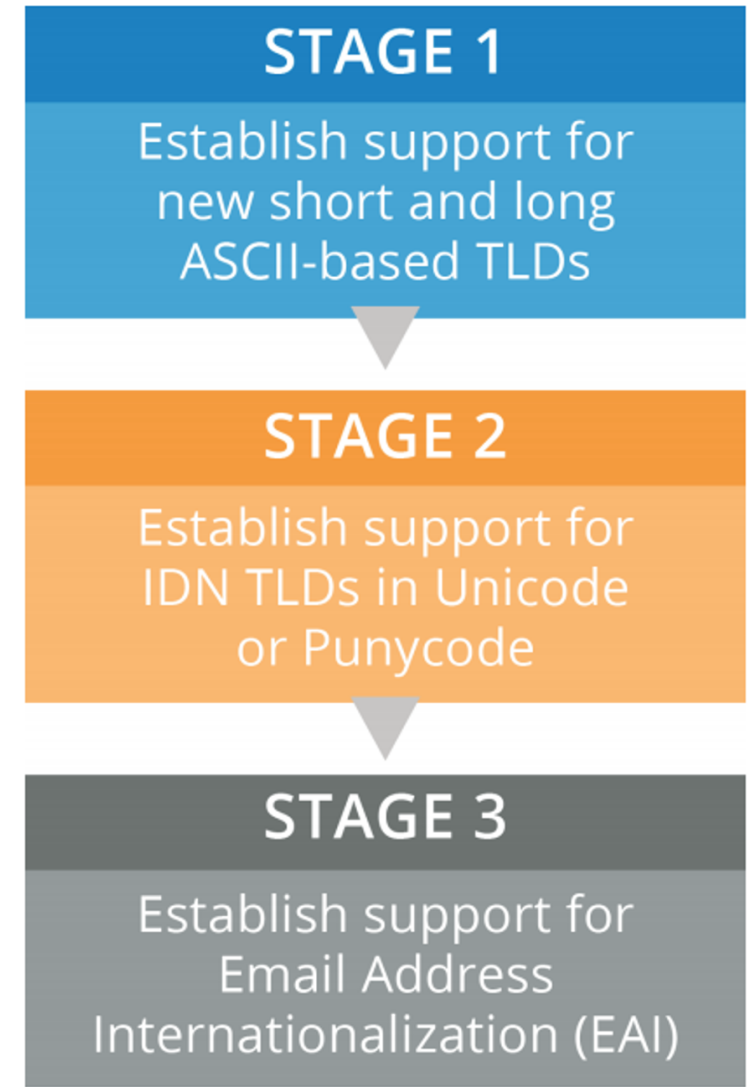 STAGE 1
Establish support for
new short and long
ASCII-based TLDs
STAGE 2
Establish support for
IDN TLDs in Unicode
or Punycode
STAGE 3
Establish support for
Email Address
Internationalization (EAI)